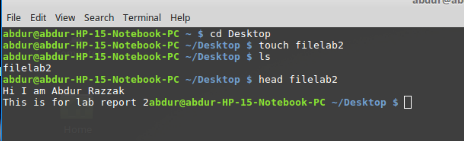 abdur@
File Edit View Search Terminal Help
abdur@abdur-HP-15-Notebook-PC ~ $ cd Desktop
abdur@abdur-HP-15-Notebook-PC ~/Desktop $ touch filelab2
abdur@abdur-HP-15-Notebook-PC ~/Desktop $ ls
filelab2
abdur@abdur-HP-15-Notebook-PC ~/Desktop $ head filelab2
Hi I am Abdur Razzak
This is for lab report 2abdur@abdur-HP-15-Notebook-PC ~/Desktop $